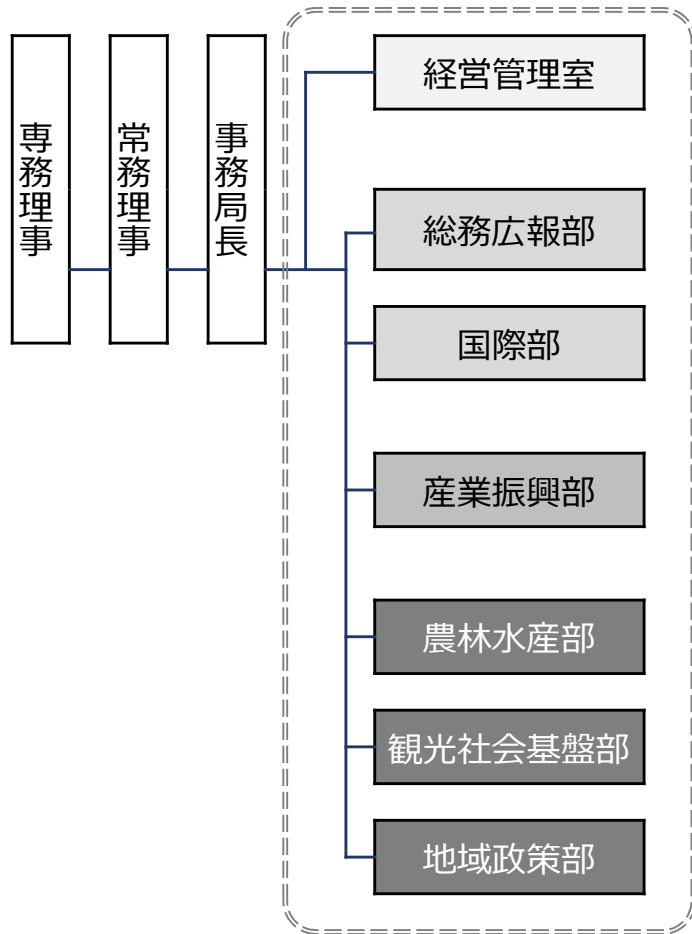 専務理事
常務理事
事務局長
経営管理室
総務広報部
国際部
産業振興部
農林水産部
観光社会基盤部
地域政策部